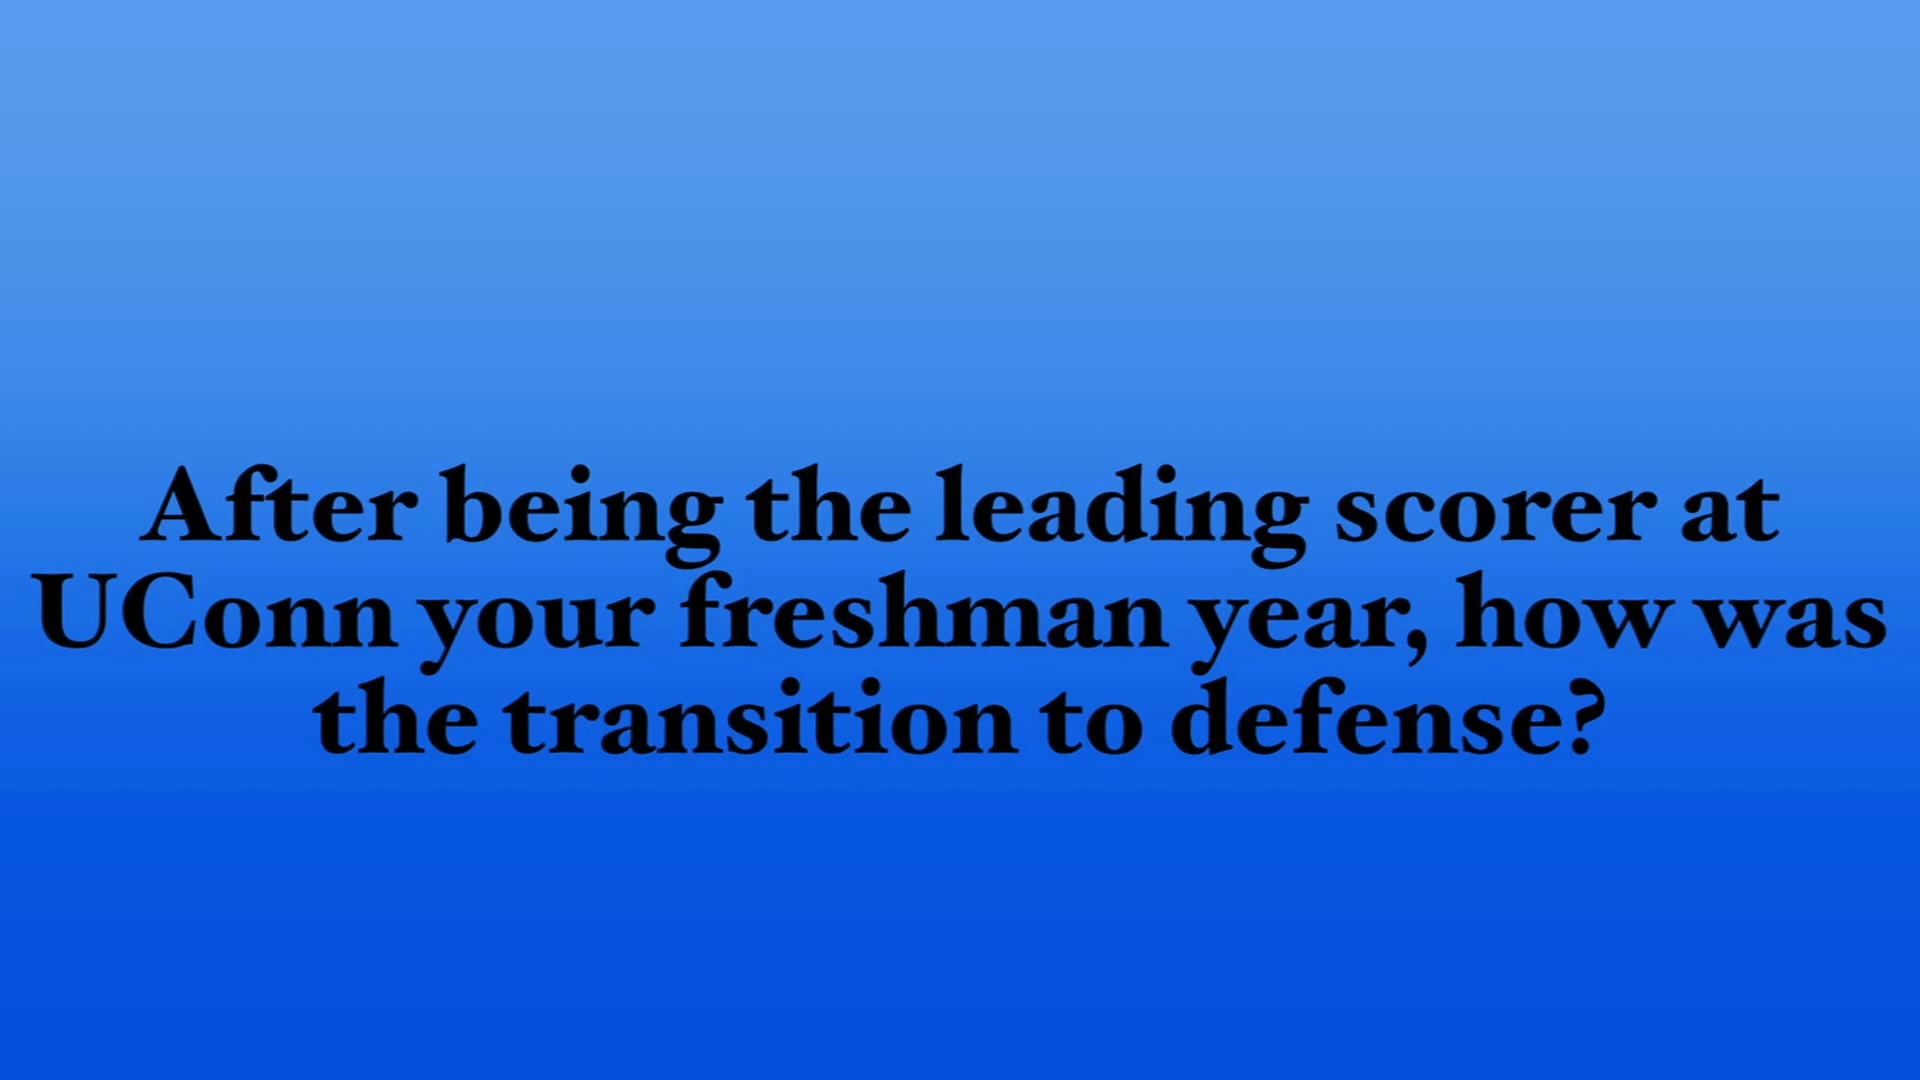 After being the leading scorer at
UConn your freshman year, how was
the transition to defense?